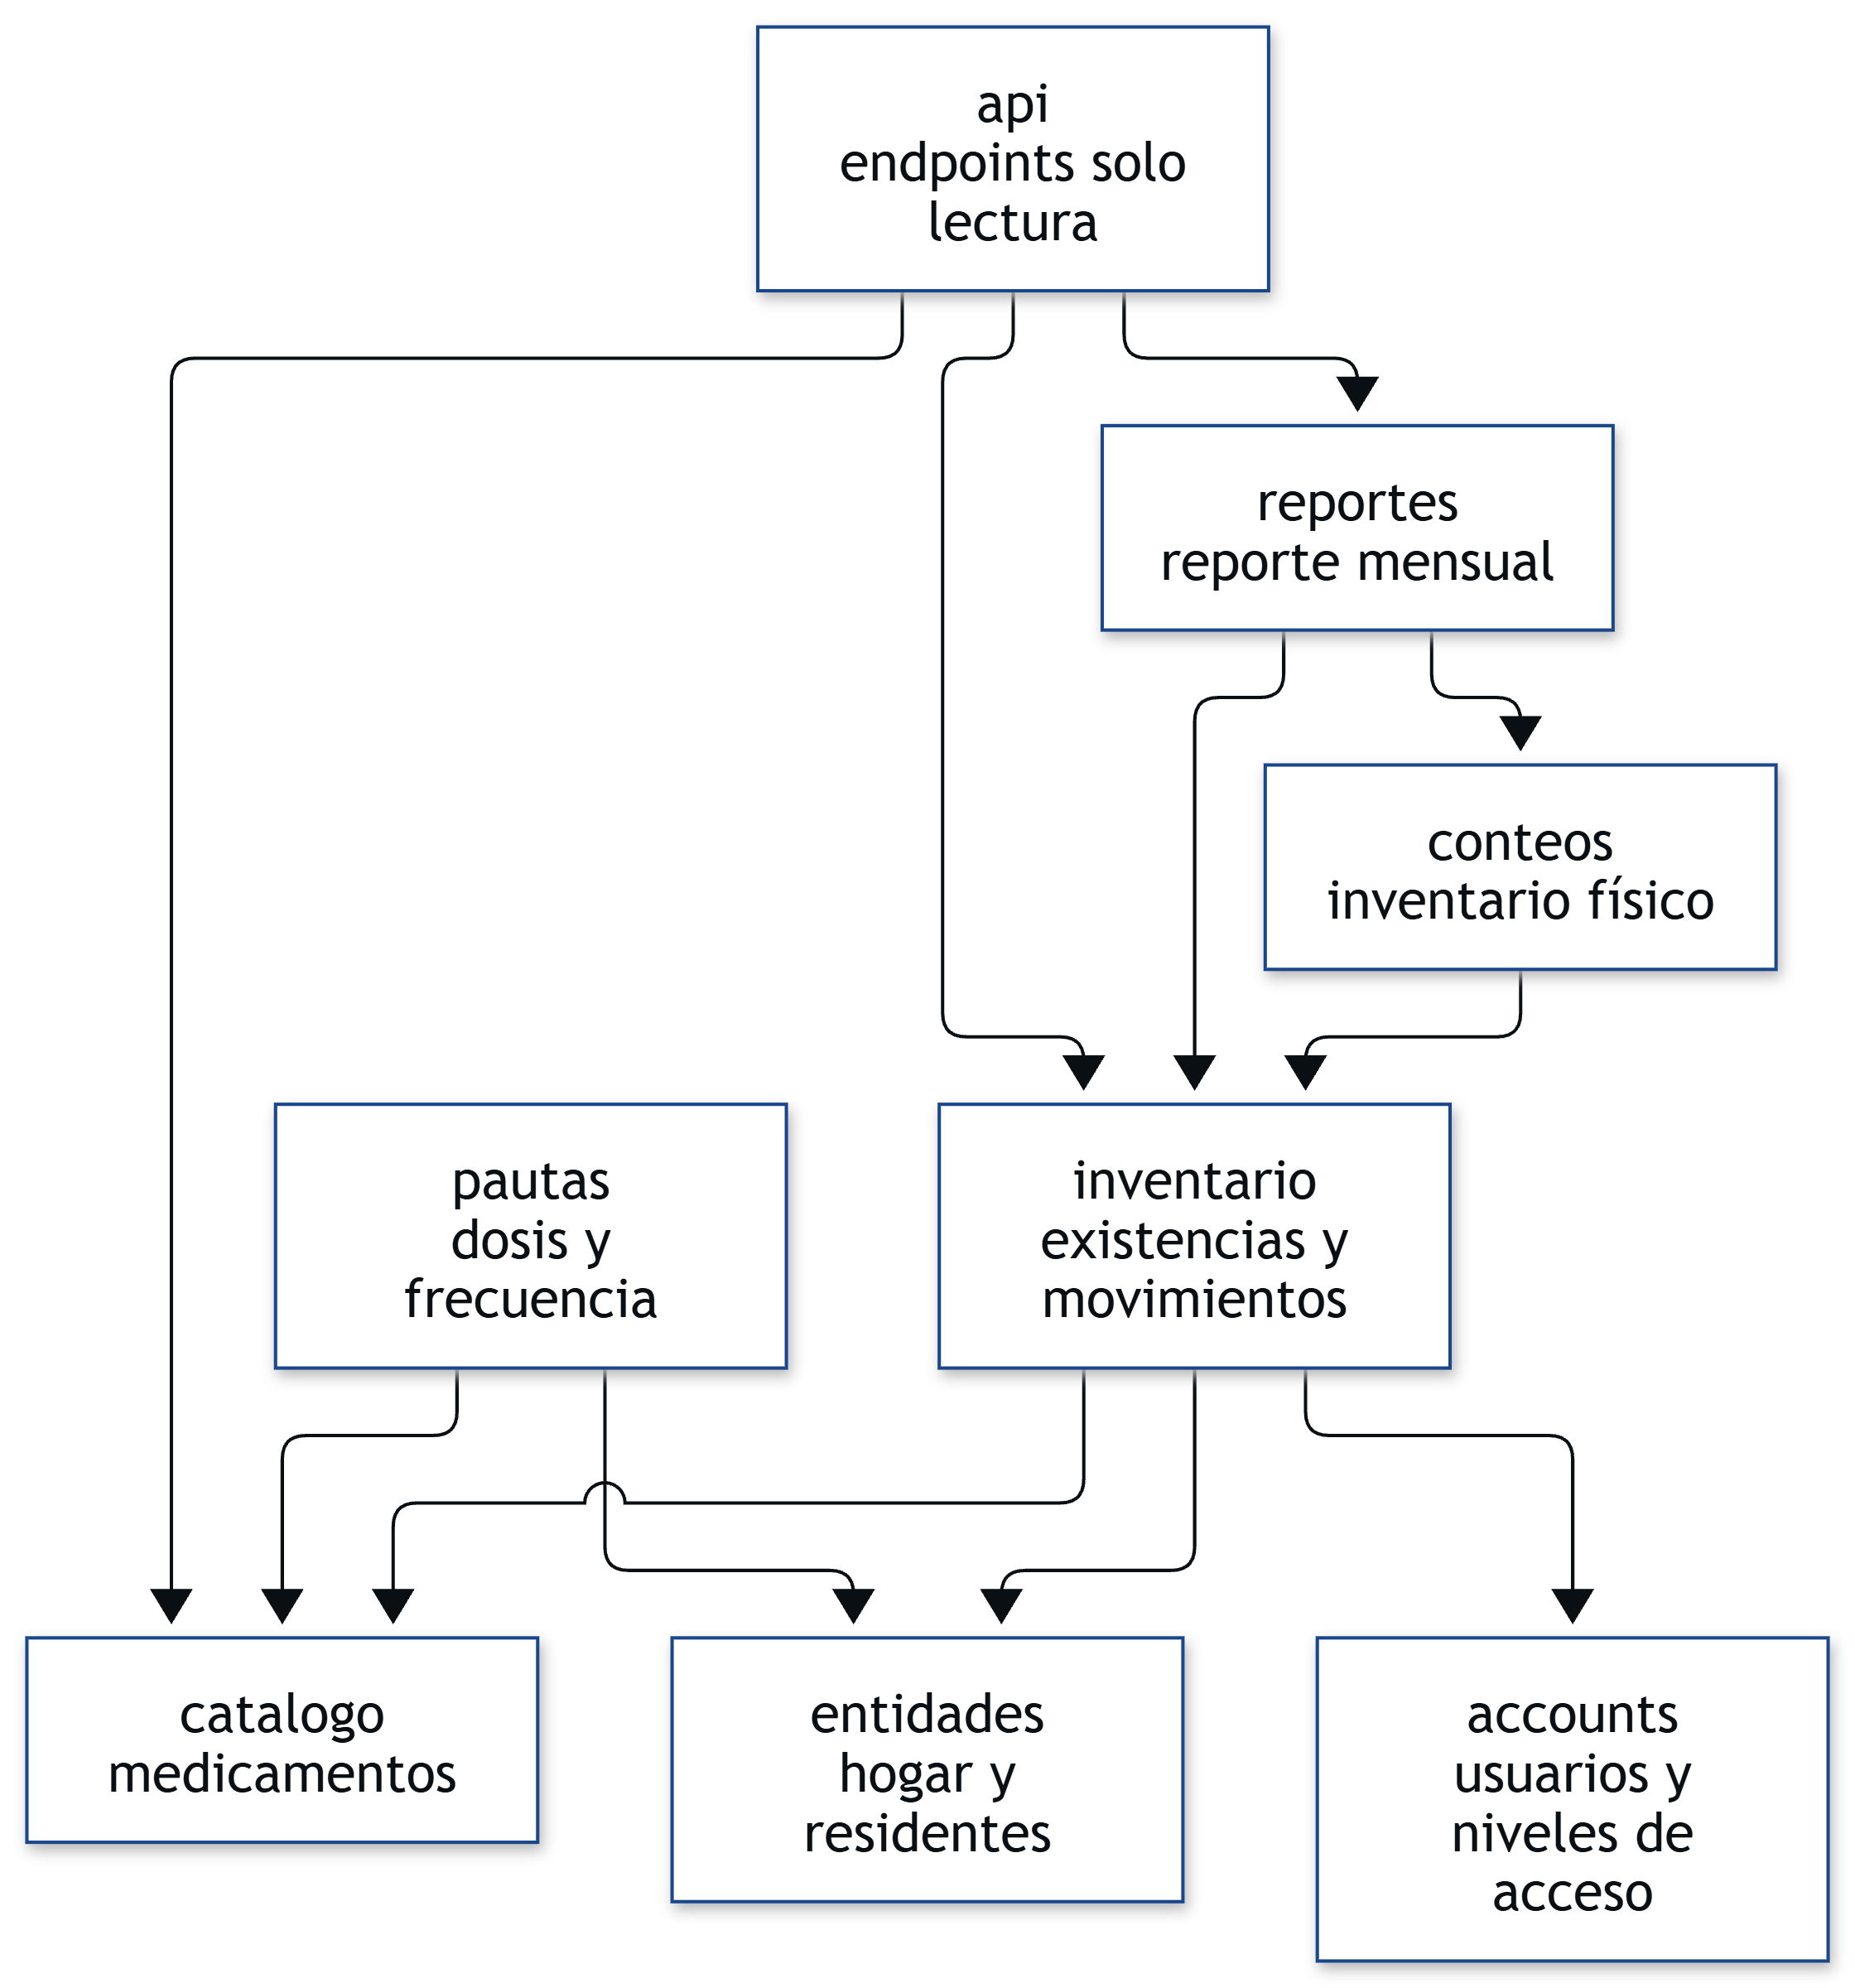 api
endpoints solo
lectura
reportes
reporte mensual
conteos
inventario físico
pautas
dosis y
frecuencia
inventario
existencias y
movimientos
catalogo
medicamentos
entidades
hogar y
residentes
accounts
usuarios y
niveles de
acceso